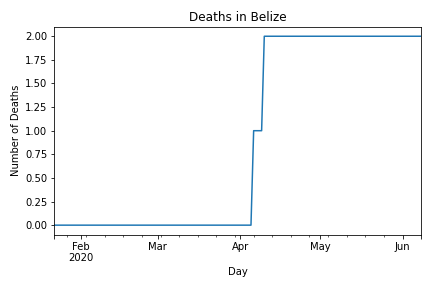 Deaths in Belize
Number of Deaths
2.00
1.75
1.50
1.25
1.00
0.75
0.50
0.25
0.00
Feb
2020
Mar
Apr
May
Jun
Day